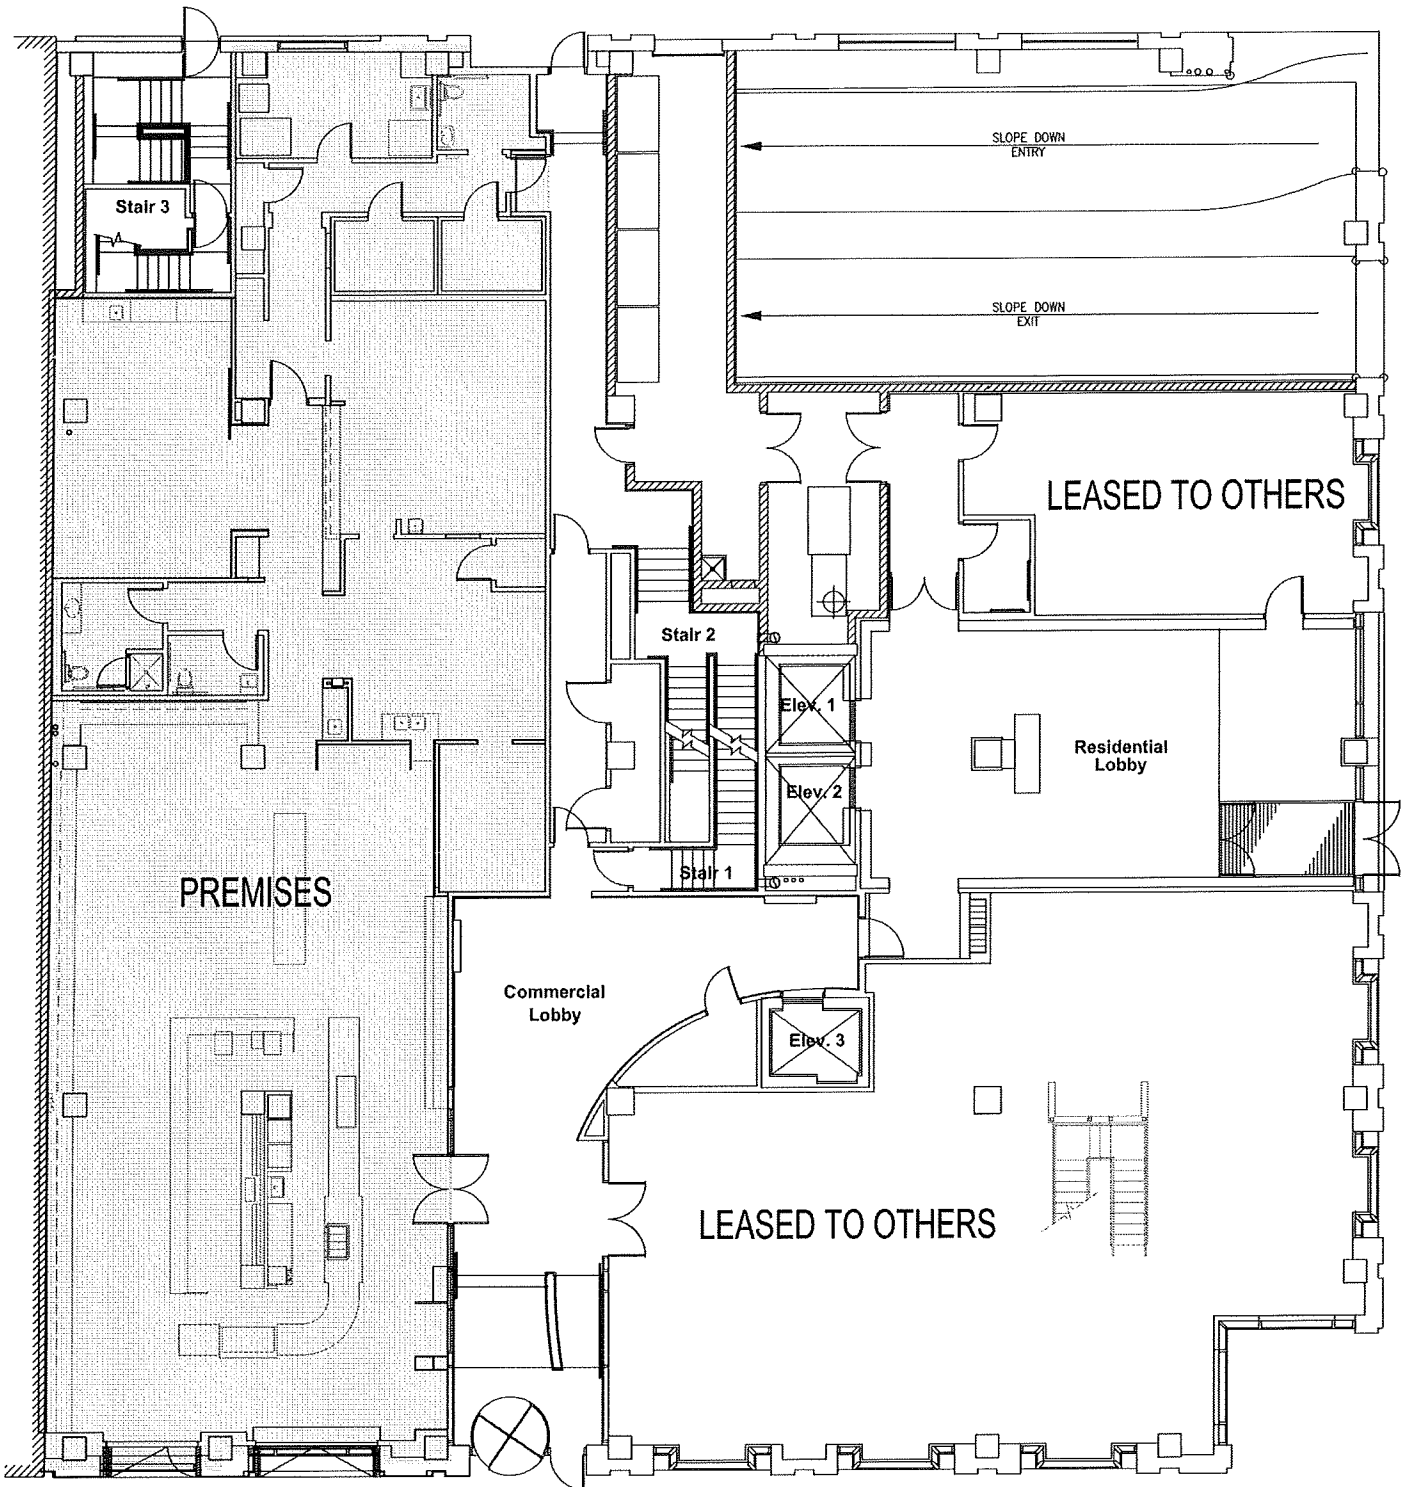 SLOPE DOWN
ENTRY
Stair 3
SLOPE DOWN
EXIT
LEASED TO OTHERS
Stair 2
Elev. 1
Residential
Lobby
Elev. 2
Stair 1
PREMISES
Commercial
Lobby
Elev. 3
LEASED TO OTHERS